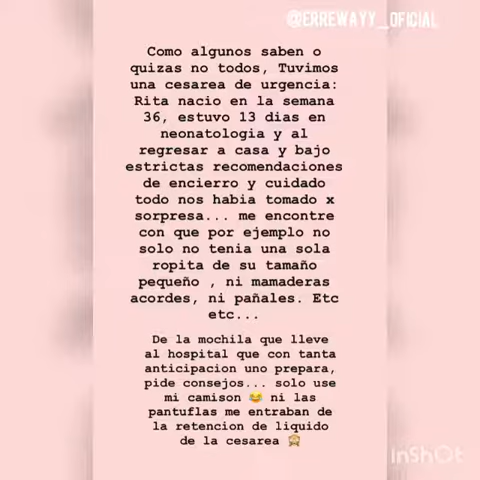 @ERREWAYY_OFICIAL
Como algunos saben o
quizas no todos, Tuvimos
una cesarea de urgencia:
Rita nacio en la semana
36, estuvo 13 dias en
neonatologia y al
regresar a casa y bajo
estrictas recomendaciones
de encierro y cuidado
todo nos habia tomado x
sorpresa... me encontre
con que por ejemplo no
solo no tenia una sola
ropita de su tamaño
pequeño , ni mamaderas
acordes, ni pañales. Etc
etc...
De la mochila que lleve
al hospital que con tanta
anticipacion uno prepara,
pide consejos... solo use
mi camison 😂 ni las
pantuflas me entraban de
la retencion de liquido
de la cesarea 🙈
InShOt